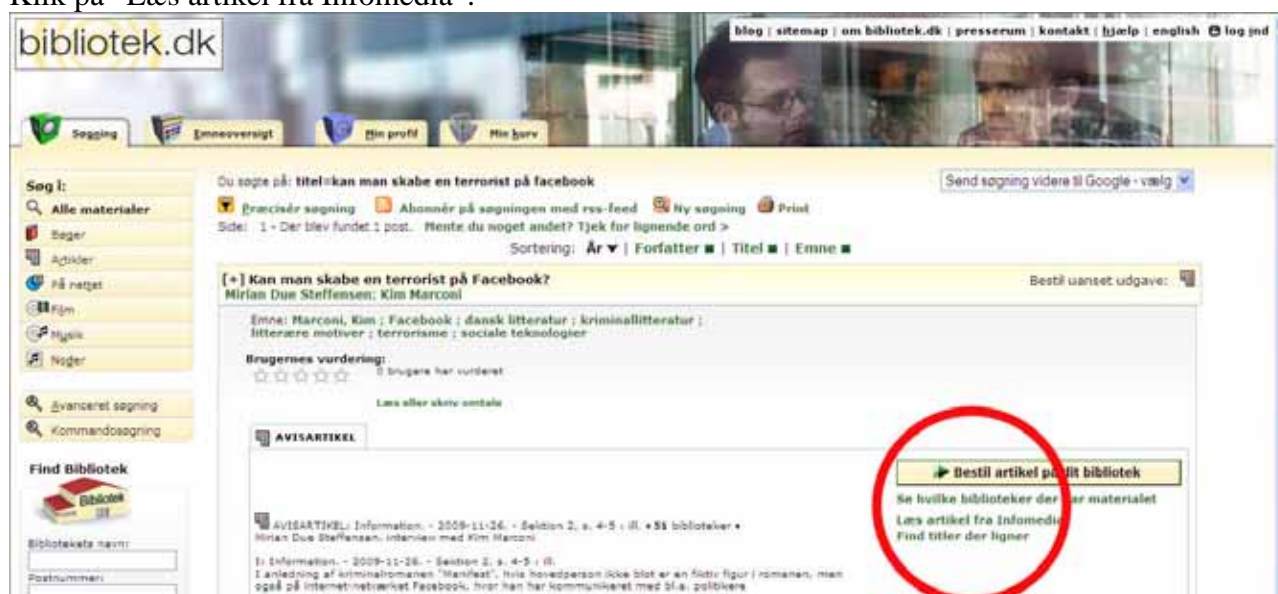 Klik på "Læs artikel fra Infomedia":
bibliotek.dk
blog | sitemap | om bibliotek.dk | presserum | kontakt | hjælp | english log ind
Søgning
Emneoversigt
Min profil
Min kurv
Søg i:
Alle materialer
Bøger
Artikler
På nettet
Film
Musik
Noder
Avanceret søgning
Kommandosøgning
Find Bibliotek
Bibliotek
Bibliotekets navn:
Postnummer:
Du søgte på: titel=kan man skabe en terrorist på facebook
Send søgning videre til Google - vælg
Præcisér søgning Abonnér på søgningen med rss-feed Ny søgning Print
Side: 1 - Der blev fundet 1 post. Mente du noget andet? Tjek for lignende ord >
Sortering: År | Forfatter | Titel | Emne
[+] Kan man skabe en terrorist på Facebook?
Bestil uanset udgave:
Mirian Due Steffensen; Kim Marconi
Emne: Marconi, Kim ; Facebook ; dansk litteratur ; kriminallitteratur ;
litterære motiver ; terrorisme ; sociale teknologier
Brugernes vurdering:
0 brugere har vurderet
Læs eller skriv omtale
AVISARTIKEL
Bestil artikel på dit bibliotek
Se hvilke biblioteker der har materialet
Læs artikel fra Infomedia
Find titler der ligner
AVISARTIKEL: Information. - 2009-11-26. - Sektion 2, s. 4-5 : ill. • 51 biblioteker •
Mirian Due Steffensen, interview med Kim Marconi
I: Information. - 2009-11-26. - Sektion 2, s. 4-5 : ill.
I anledning af kriminalromanen "Manifest", hvis hovedperson ikke blot er en fiktiv figur i romanen, men
også på internet-netværket Facebook, hvor han har kommunikeret med bl.a. politikere